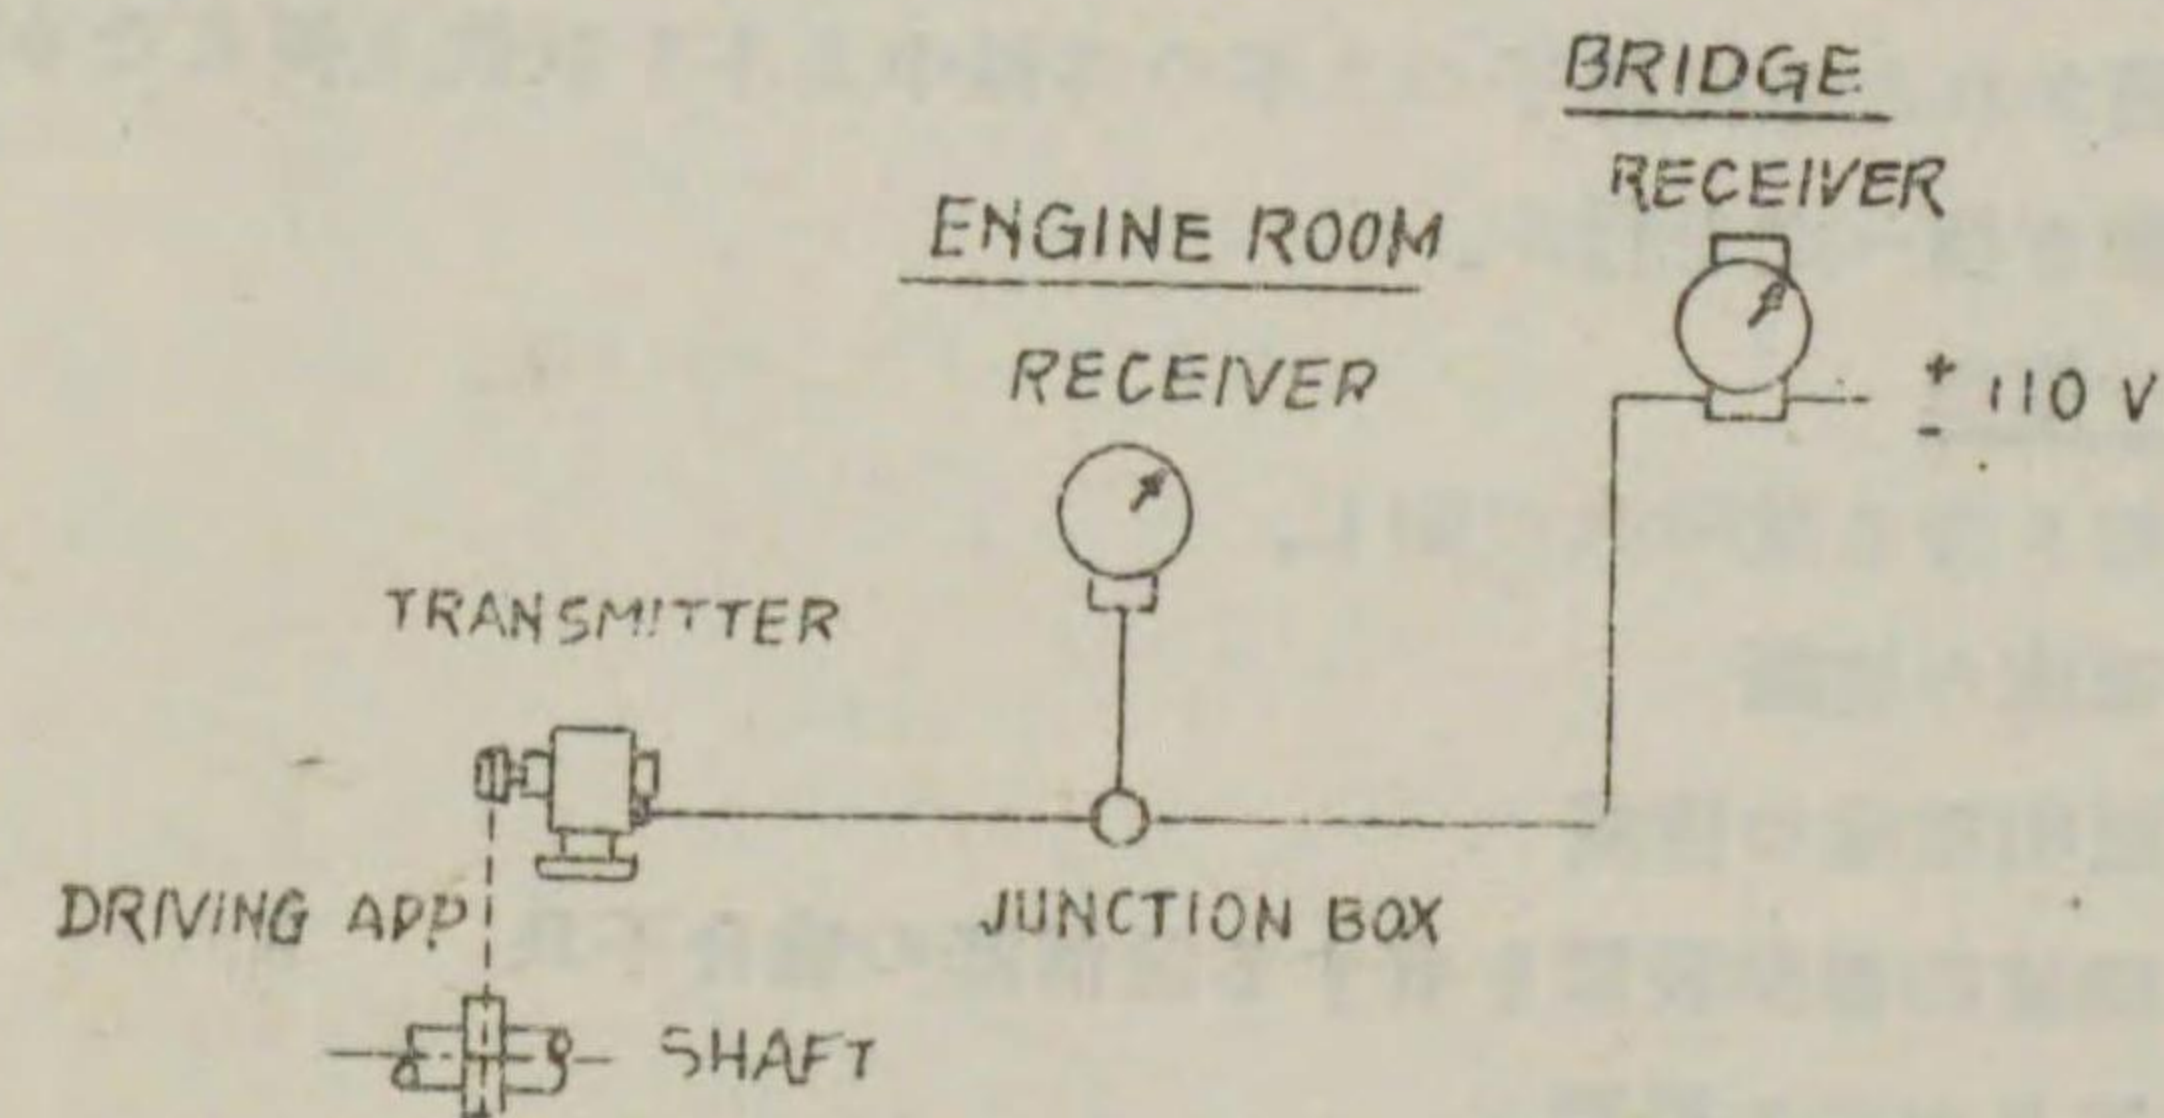 BRIDGE
RECEIVER
ENGINE ROOM
RECEIVER
+
- 110 V
TRANSMITTER
DRIVING APP
JUNCTION BOX
SHAFT